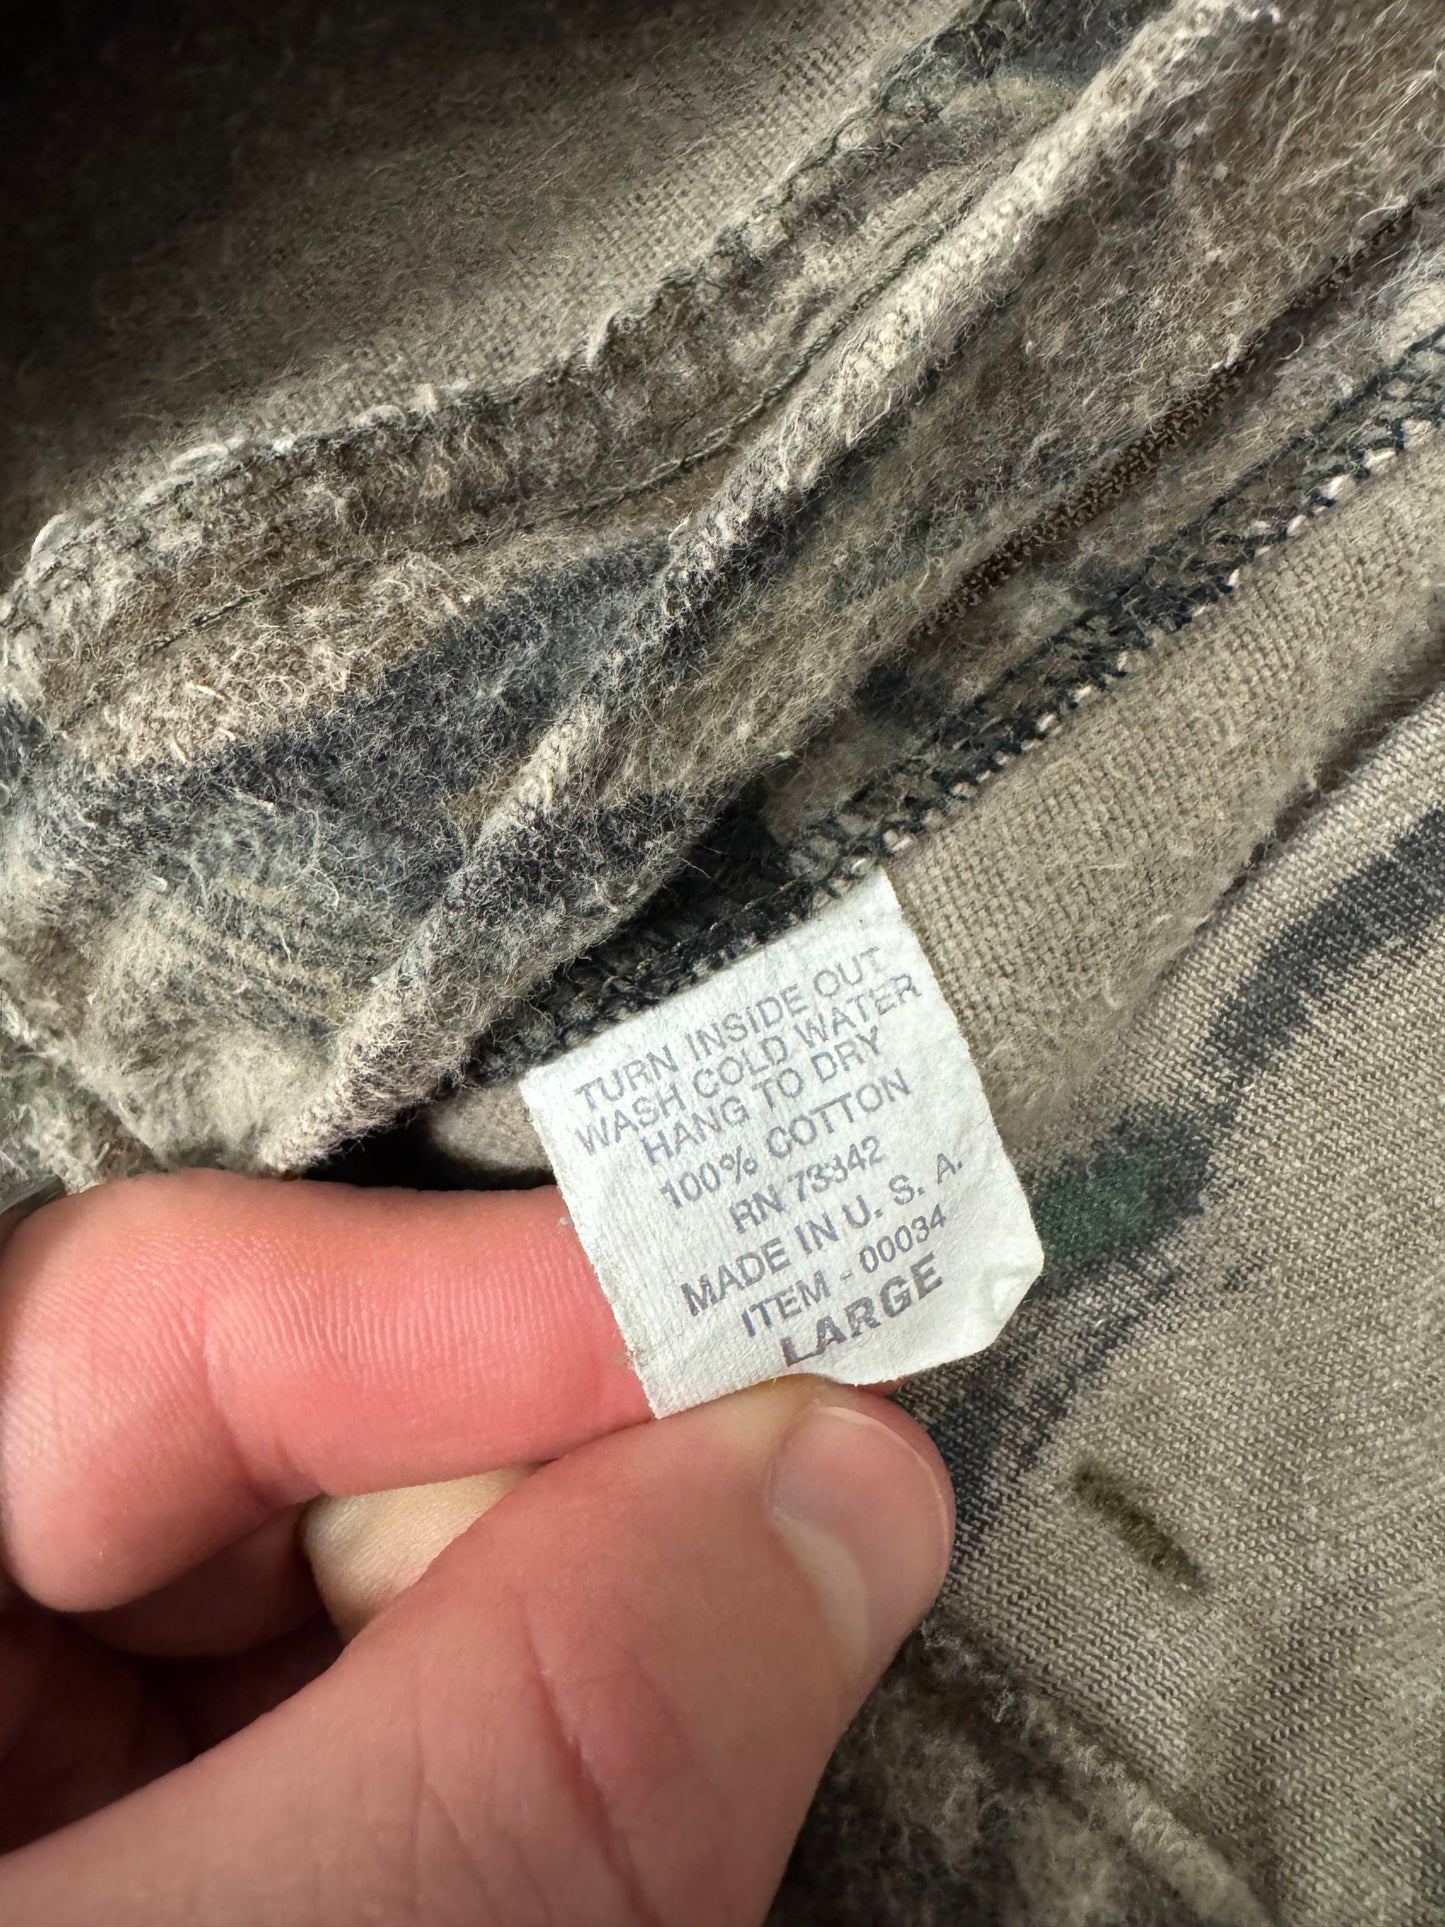 TURN INSIDE OUT
WASH COLD WATER
HANG TO DRY
100% COTTON
RN 73342
MADE IN U. S. A.
ITEM - 00034
LARGE